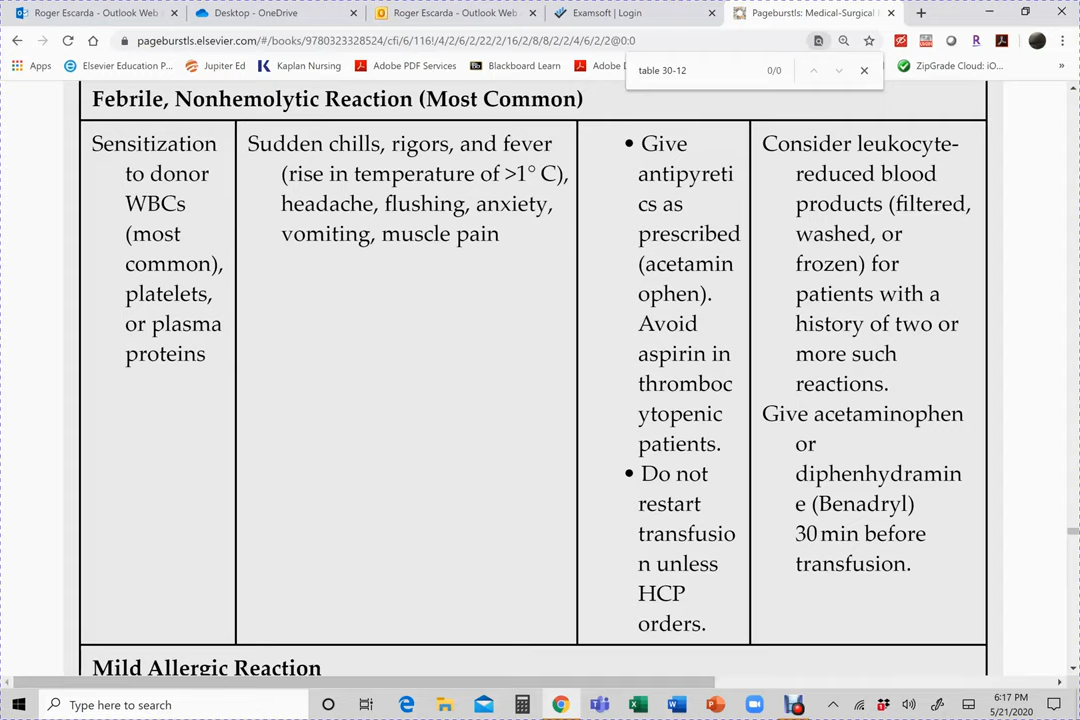 Roger Escarda - Outlook Web
Desktop - OneDrive
Roger Escarda - Outlook Web
Examsoft | Login
Pageburstls: Medical-Surgical
pageburstls.elsevier.com/#/books/9780323328524/cfi/6/116!/4/2/6/2/22/2/16/2/8/8/2/2/4/6/2/2@0:0
Apps
Elsevier Education P...
Jupiter Ed
Kaplan Nursing
Adobe PDF Services
Blackboard Learn
Adobe D
table 30-12
0/0
ZipGrade Cloud: iO...
»
Febrile, Nonhemolytic Reaction (Most Common)
Sensitization
to donor
WBCs
(most
common),
platelets,
or plasma
proteins
Sudden chills, rigors, and fever
(rise in temperature of >1° C),
headache, flushing, anxiety,
vomiting, muscle pain
• Give
antipyreti
cs as
prescribed
(acetamin
ophen).
Avoid
aspirin in
thromboc
ytopenic
patients.
• Do not
restart
transfusio
n unless
HCP
orders.
Consider leukocyte-
reduced blood
products (filtered,
washed, or
frozen) for
patients with a
history of two or
more such
reactions.
Give acetaminophen
or
diphenhydramin
e (Benadryl)
30 min before
transfusion.
Mild Allergic Reaction
Type here to search
6:17 PM
5/21/2020